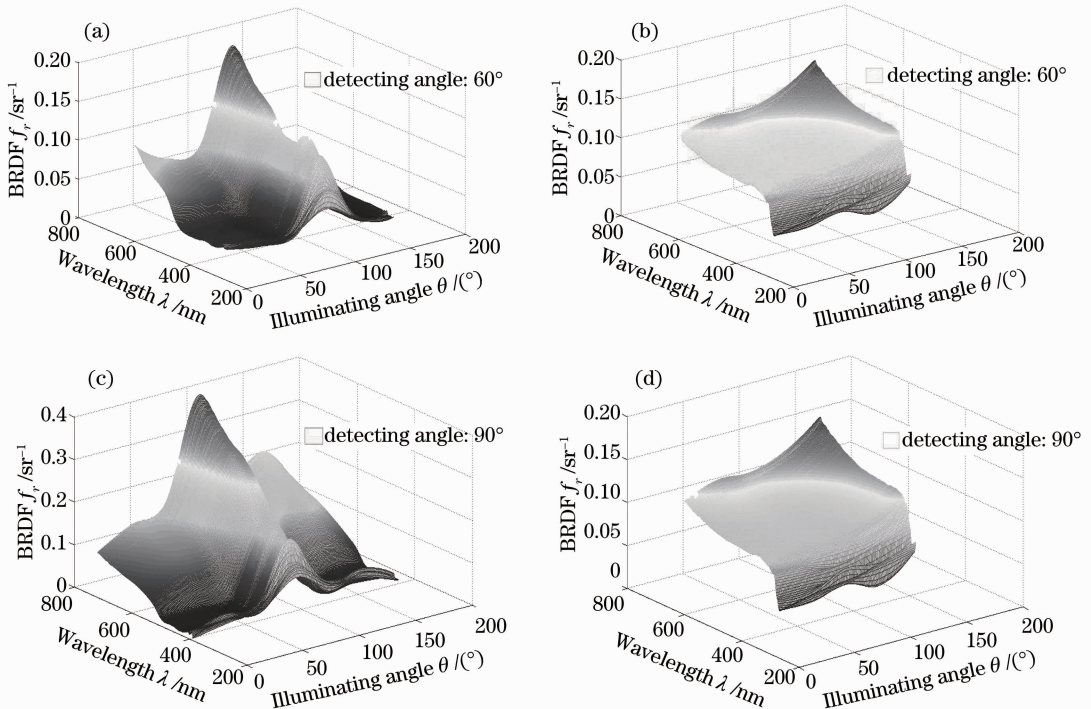 (a)
detecting angle: 60°
BRDF f_r /sr⁻¹
0.20
0.15
0.10
0.05
0
800
600
400
200
Wavelength λ /nm
0
50
100
150
200
Illuminating angle θ /(°)
(b)
detecting angle: 60°
BRDF f_r /sr⁻¹
0.20
0.15
0.10
0.05
0
800
600
400
200
Wavelength λ /nm
0
50
100
150
200
Illuminating angle θ /(°)
(c)
detecting angle: 90°
BRDF f_r /sr⁻¹
0.4
0.3
0.2
0.1
0
800
600
400
200
Wavelength λ /nm
0
50
100
150
200
Illuminating angle θ /(°)
(d)
detecting angle: 90°
BRDF f_r /sr⁻¹
0.20
0.15
0.10
0.05
0
800
600
400
200
Wavelength λ /nm
0
50
100
150
200
Illuminating angle θ /(°)